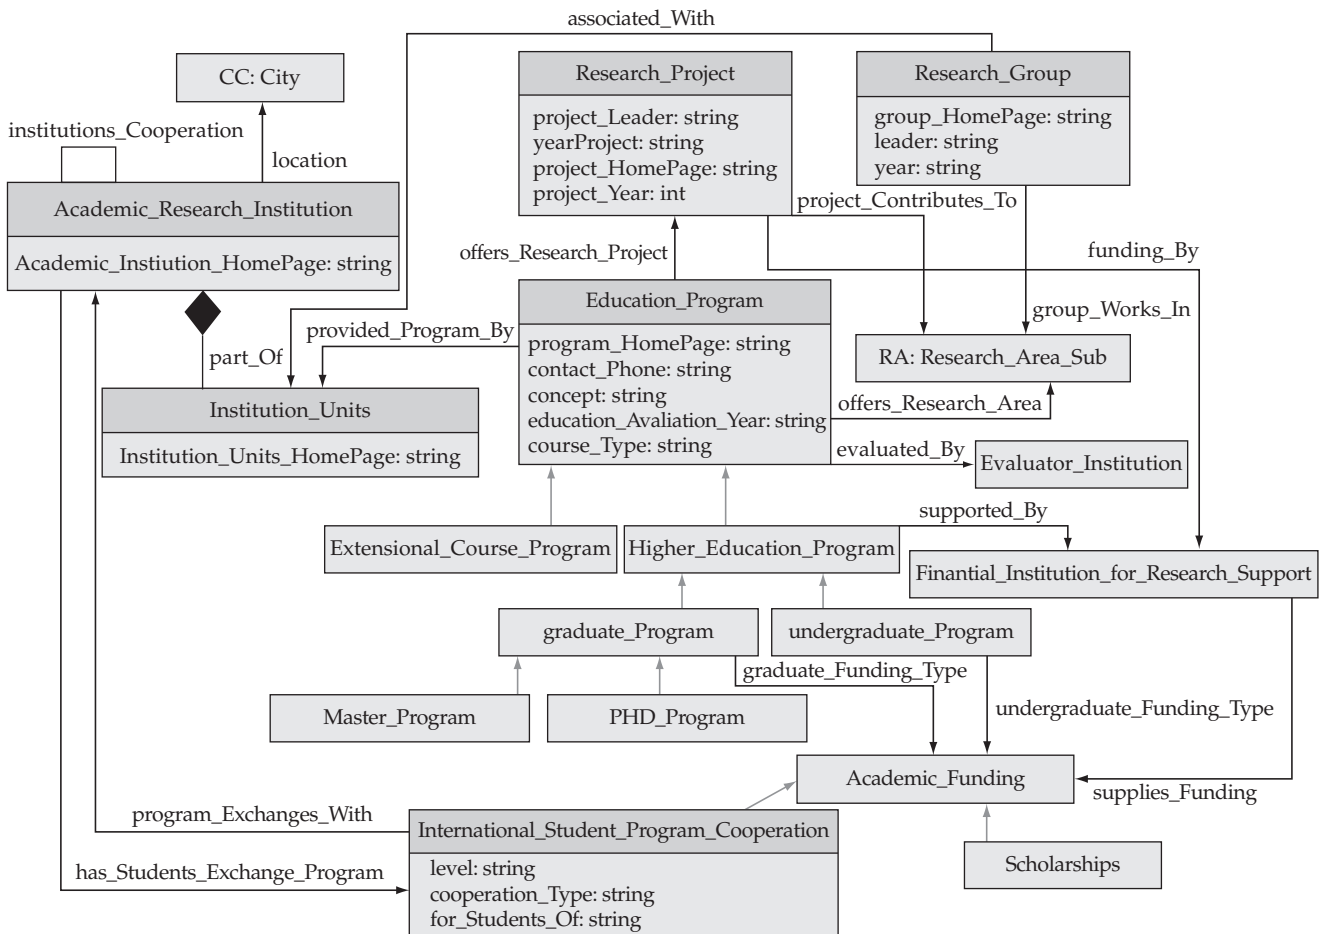 associated_With
CC: City
Research_Project
project_Leader: string
yearProject: string
project_HomePage: string
project_Year: int
Research_Group
group_HomePage: string
leader: string
year: string
institutions_Cooperation
location
Academic_Research_Institution
Academic_Instiution_HomePage: string
project_Contributes_To
offers_Research_Project
funding_By
Education_Program
program_HomePage: string
contact_Phone: string
concept: string
education_Avaliation_Year: string
course_Type: string
group_Works_In
provided_Program_By
part_Of
RA: Research_Area_Sub
Institution_Units
Institution_Units_HomePage: string
offers_Research_Area
evaluated_By
Evaluator_Institution
supported_By
Extensional_Course_Program
Higher_Education_Program
Finantial_Institution_for_Research_Support
graduate_Program
undergraduate_Program
graduate_Funding_Type
Master_Program
PHD_Program
undergraduate_Funding_Type
Academic_Funding
supplies_Funding
program_Exchanges_With
International_Student_Program_Cooperation
level: string
cooperation_Type: string
for_Students_Of: string
has_Students_Exchange_Program
Scholarships